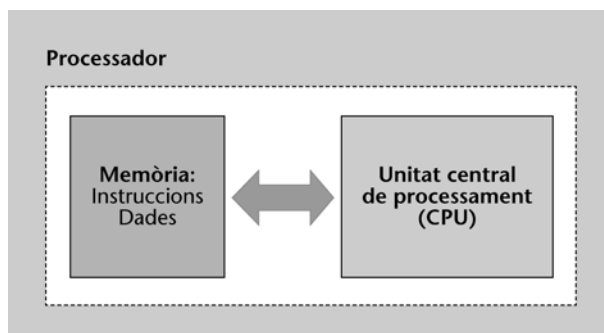 Processador
Memòria:
Instruccions
Dades
Unitat central
de processament
(CPU)